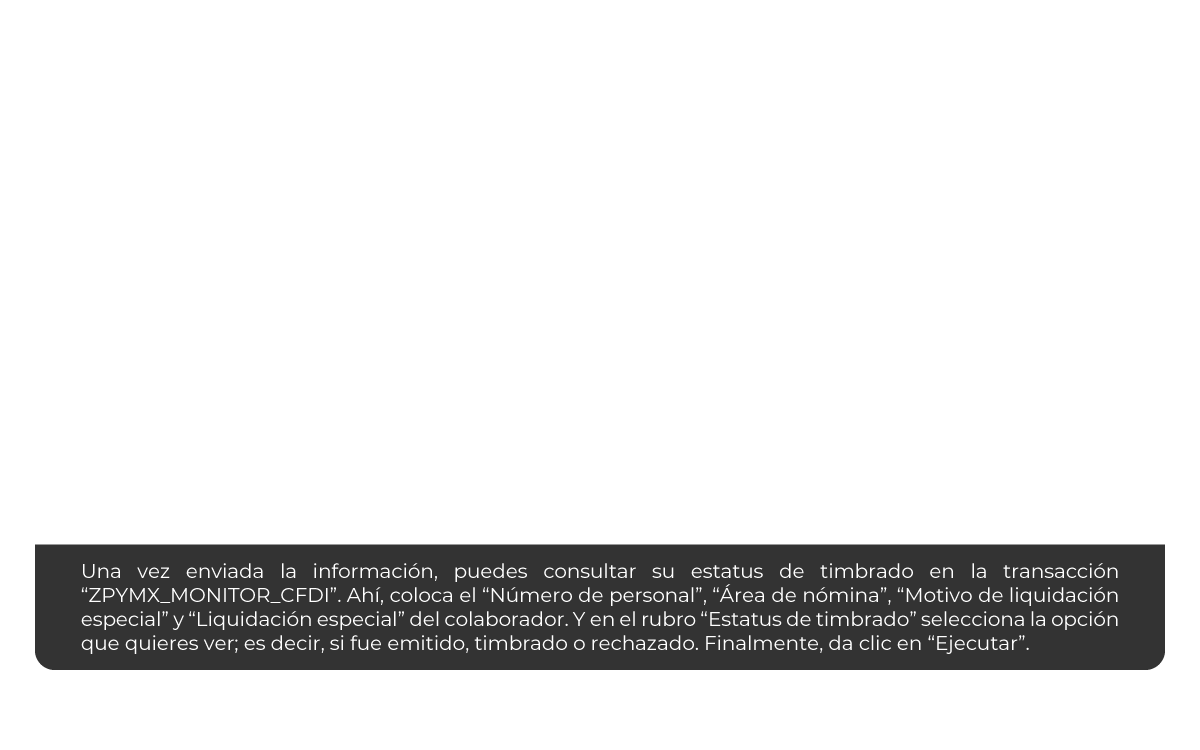 Una vez enviada la información, puedes consultar su estatus de timbrado en la transacción
“ZPYMX_MONITOR_CFDI”. Ahí, coloca el “Número de personal”, “Área de nómina”, “Motivo de liquidación
especial” y “Liquidación especial” del colaborador. Y en el rubro “Estatus de timbrado” selecciona la opción
que quieres ver; es decir, si fue emitido, timbrado o rechazado. Finalmente, da clic en “Ejecutar”.